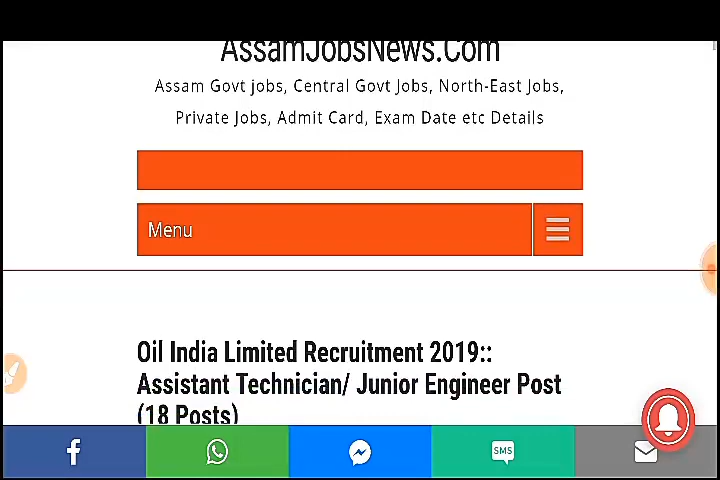 AssamJobsNews.Com
Assam Govt jobs, Central Govt Jobs, North-East Jobs,
Private Jobs, Admit Card, Exam Date etc Details
Menu
Oil India Limited Recruitment 2019::
Assistant Technician/ Junior Engineer Post
(18 Posts)
SMS